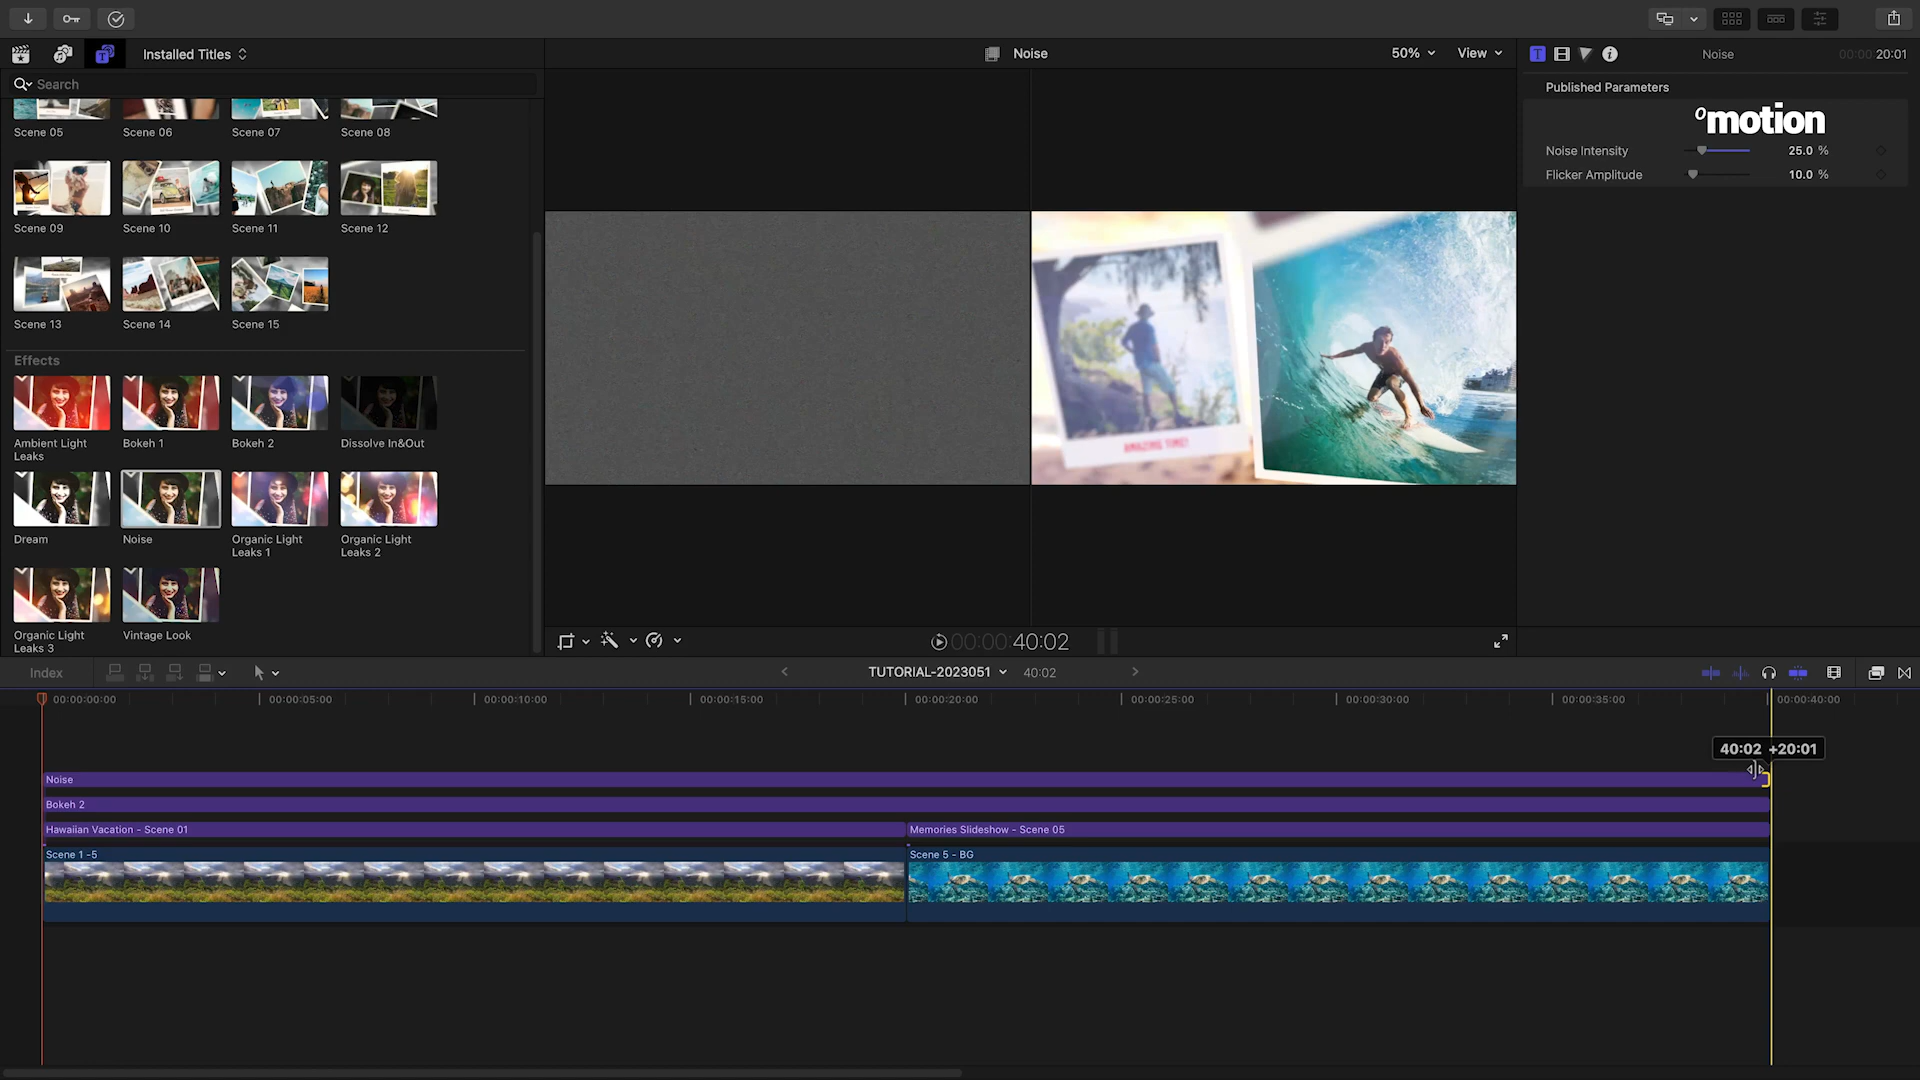 Installed Titles
Noise
50%
View
Noise
00:00:20:01
Search
Published Parameters
Scene 05
Scene 06
Scene 07
Scene 08
°motion
Noise Intensity
25.0 %
Flicker Amplitude
10.0 %
Scene 09
Scene 10
Scene 11
Scene 12
Scene 13
Scene 14
Scene 15
Effects
Ambient Light
Leaks
Bokeh 1
Bokeh 2
Dissolve In&Out
AMAZING TIME!
Dream
Noise
Organic Light
Leaks 1
Organic Light
Leaks 2
Organic Light
Leaks 3
Vintage Look
00:00:40:02
Index
TUTORIAL-2023051
40:02
00:00:00:00
00:00:05:00
00:00:10:00
00:00:15:00
00:00:20:00
00:00:25:00
00:00:30:00
00:00:35:00
00:00:40:00
40:02 +20:01
Noise
Bokeh 2
Hawaiian Vacation - Scene 01
Memories Slideshow - Scene 05
Scene 1 -5
Scene 5 - BG